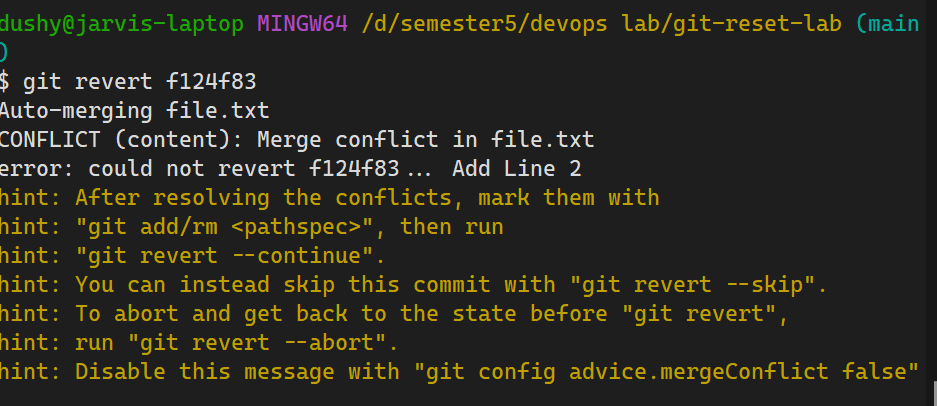 dushy@jarvis-laptop MINGW64 /d/semester5/devops lab/git-reset-lab (main
)
$ git revert f124f83
Auto-merging file.txt
CONFLICT (content): Merge conflict in file.txt
error: could not revert f124f83... Add Line 2
hint: After resolving the conflicts, mark them with
hint: "git add/rm <pathspec>", then run
hint: "git revert --continue".
hint: You can instead skip this commit with "git revert --skip".
hint: To abort and get back to the state before "git revert",
hint: run "git revert --abort".
hint: Disable this message with "git config advice.mergeConflict false"